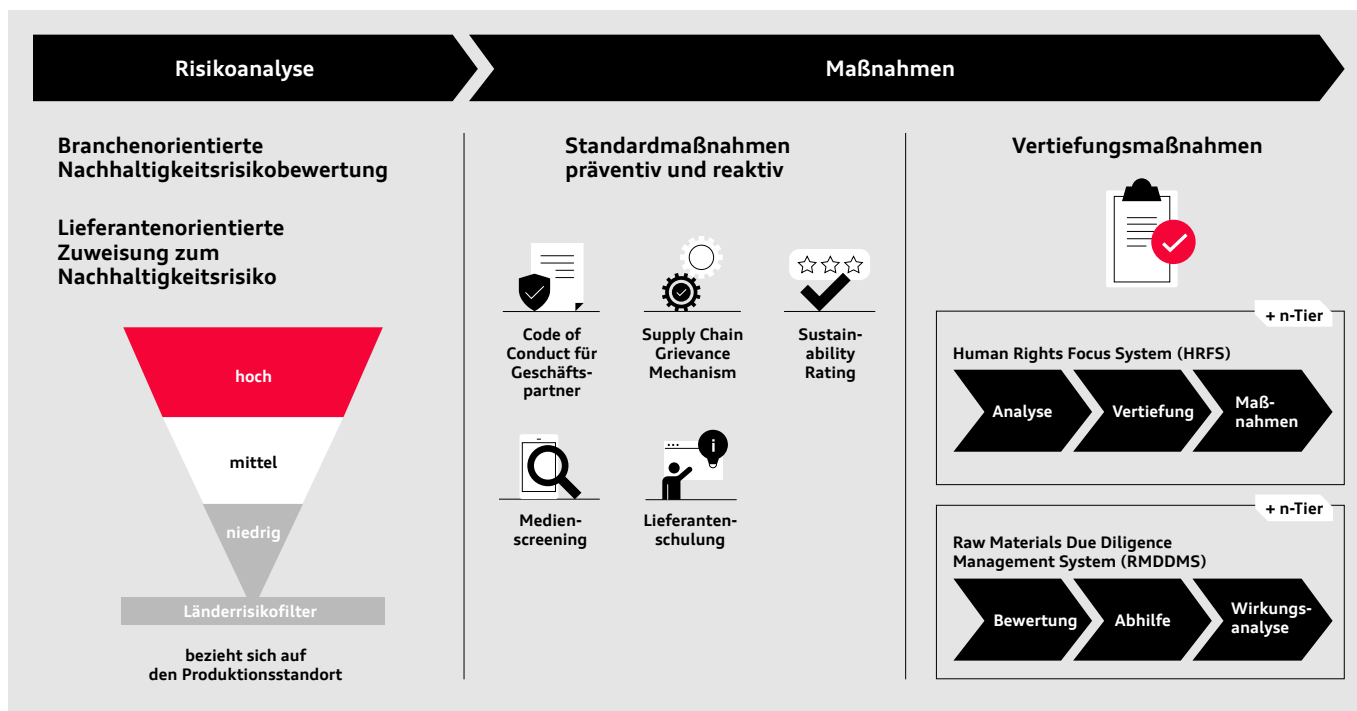 Risikoanalyse
Maßnahmen
Branchenorientierte
Nachhaltigkeitsrisikobewertung
Lieferantenorientierte
Zuweisung zum
Nachhaltigkeitsrisiko
hoch
mittel
niedrig
Länderrisikofilter
bezieht sich auf
den Produktionsstandort
Standardmaßnahmen
präventiv und reaktiv
Code of
Conduct für
Geschäfts-
partner
Supply Chain
Grievance
Mechanism
Sustain-
ability
Rating
Medien-
screening
i
Lieferanten-
schulung
Vertiefungsmaßnahmen
+ n-Tier
Human Rights Focus System (HRFS)
Analyse
Vertiefung
Maß-
nahmen
+ n-Tier
Raw Materials Due Diligence
Management System (RMDDMS)
Bewertung
Abhilfe
Wirkungs-
analyse